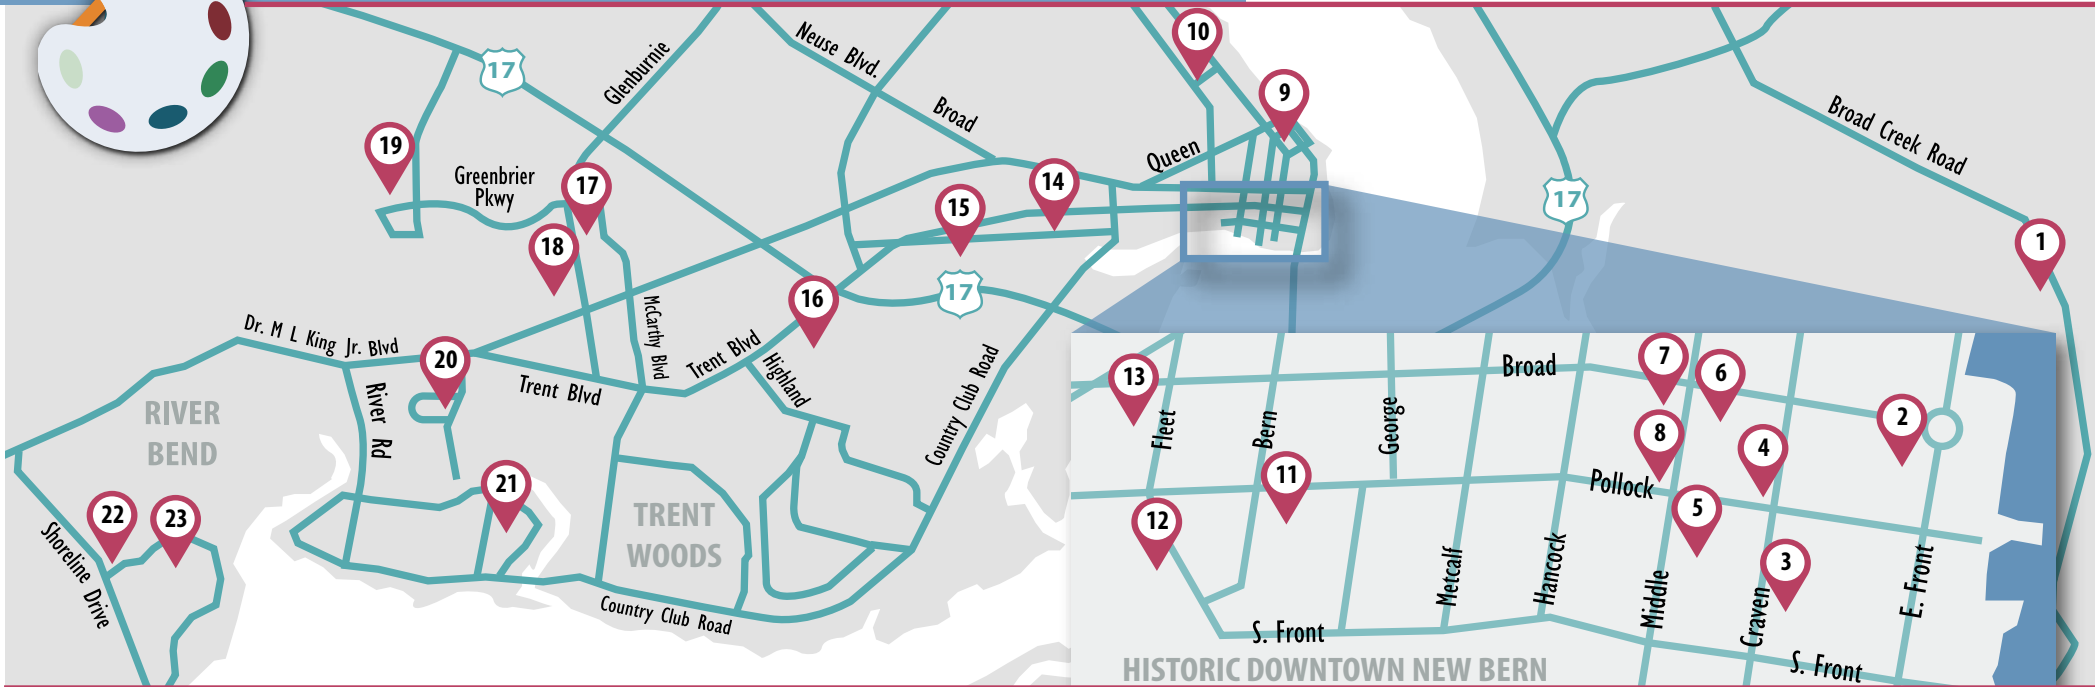 10
17
Glenburnie
Neuse Blvd.
9
Broad
Broad Creek Road
19
Queen
Greenbrier
Pkwy
17
14
17
15
18
1
16
17
Dr. M L King Jr. Blvd
McCarthy Blvd
Trent Blvd
20
River Rd
Trent Blvd
Highland
Country Club Road
RIVER
BEND
21
22
23
TRENT
WOODS
Shoreline Drive
Country Club Road
7
Broad
6
13
2
Fleet
Bern
George
8
4
11
Pollock
5
12
3
Metcalf
Hancock
Middle
Craven
E. Front
S. Front
S. Front
HISTORIC DOWNTOWN NEW BERN